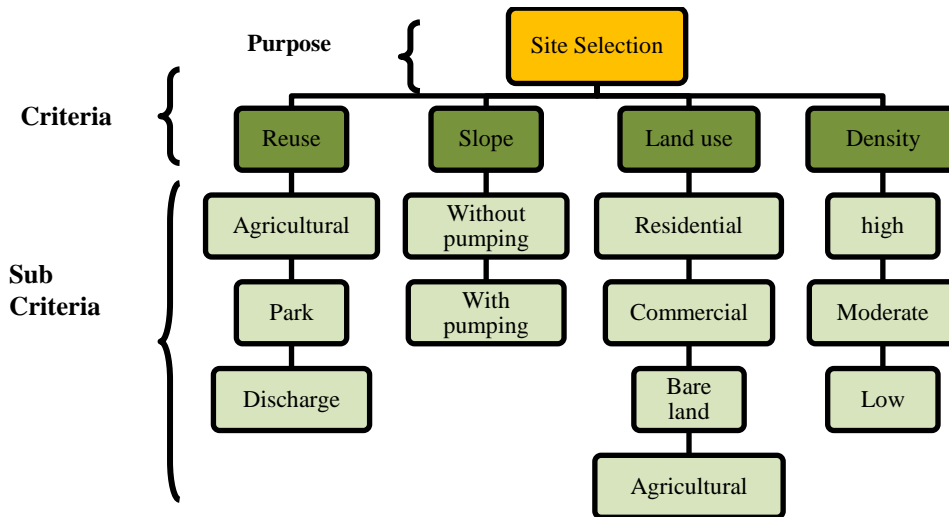 Purpose
Site Selection
Criteria
Reuse
Slope
Land use
Density
Sub
Criteria
Agricultural
Park
Discharge
Without
pumping
With
pumping
Residential
Commercial
Bare
land
Agricultural
high
Moderate
Low